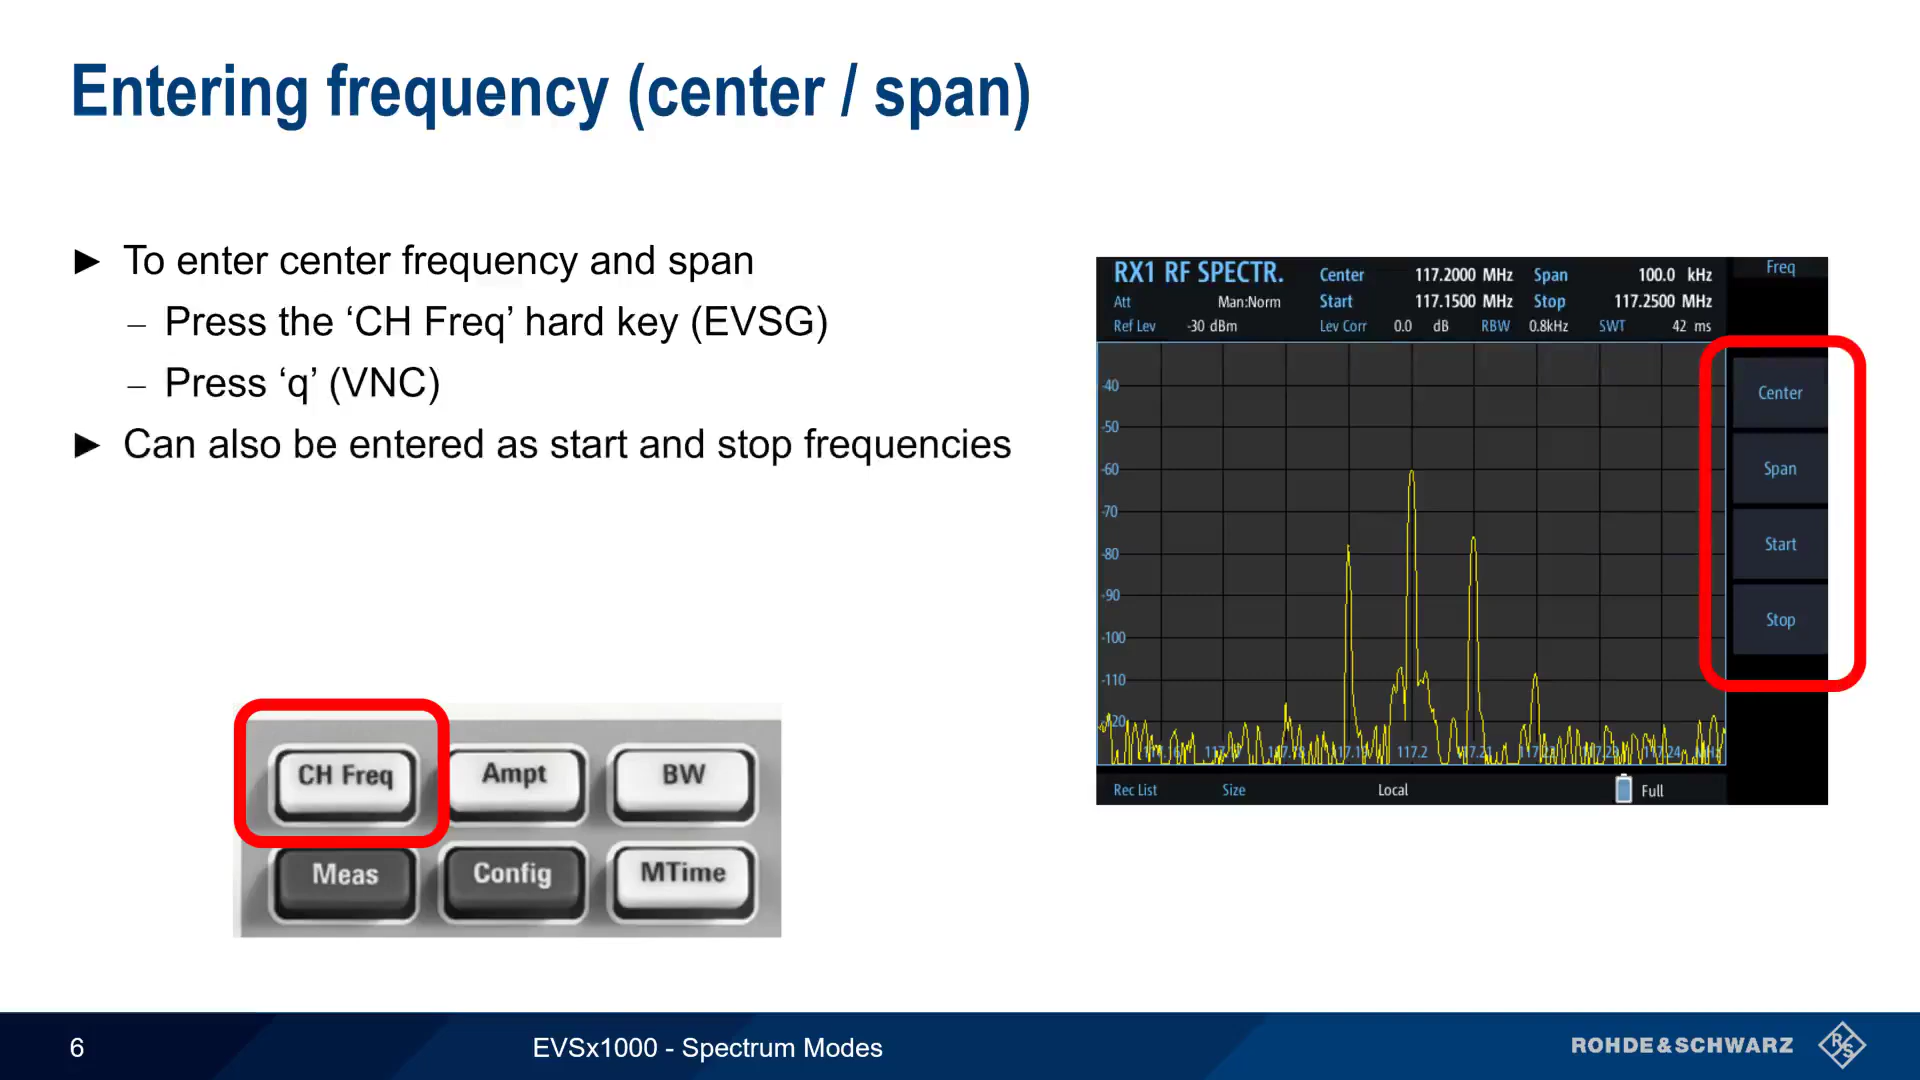 Entering frequency (center / span)
► To enter center frequency and span
– Press the ‘CH Freq’ hard key (EVSG)
– Press ‘q’ (VNC)
► Can also be entered as start and stop frequencies
CH Freq Ampt BW
Meas Config MTime
RX1 RF SPECTR. Center 117.2000 MHz Span 100.0 kHz Freq
Att Man:Norm Start 117.1500 MHz Stop 117.2500 MHz
Ref Lev -30 dBm Lev Corr 0.0 dB RBW 0.8kHz SWT 42 ms
-40
-50
-60
-70
-80
-90
-100
-110
117.2
Center
Span
Start
Stop
Rec List Size Local Full
6 EVSx1000 - Spectrum Modes ROHDE&SCHWARZ